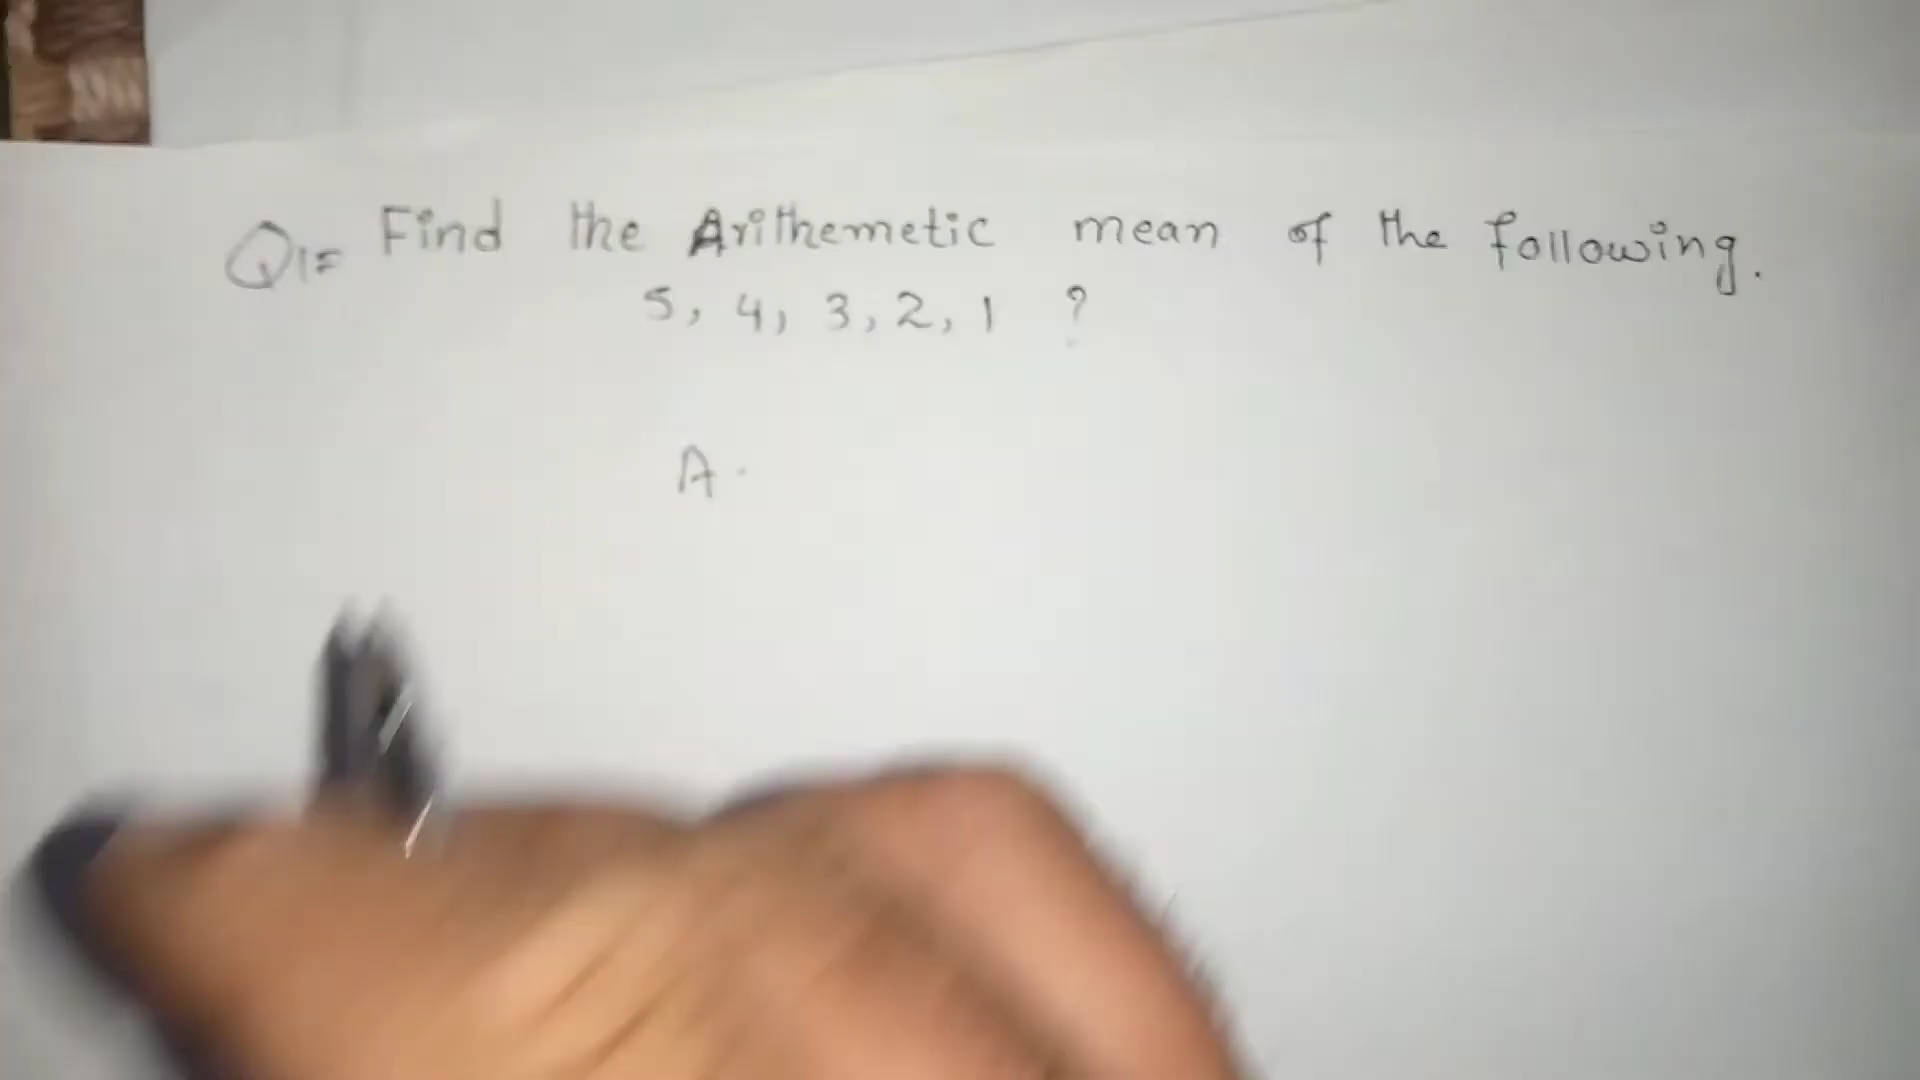 Q1= Find the Arithemetic mean of the following.
5, 4, 3, 2, 1 ?
A.